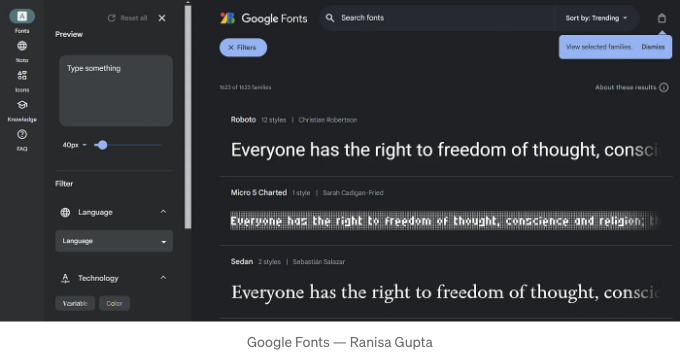 Fonts
Noto
Icons
Knowledge
FAQ
Reset all
Preview
Type something
40px
Filter
Language
Language
Technology
Variable
Color
Google Fonts
Search fonts
Sort by: Trending
Filters
View selected families. Dismiss
1623 of 1623 families
About these results
Roboto 12 styles | Christian Robertson
Everyone has the right to freedom of thought, consci
Micro 5 Charted 1 style | Sarah Cadigan-Fried
Everyone has the right to freedom of thought, conscience and religion; th
Sedan 2 styles | Sebastián Salazar
Everyone has the right to freedom of thought, conscic
Google Fonts — Ranisa Gupta